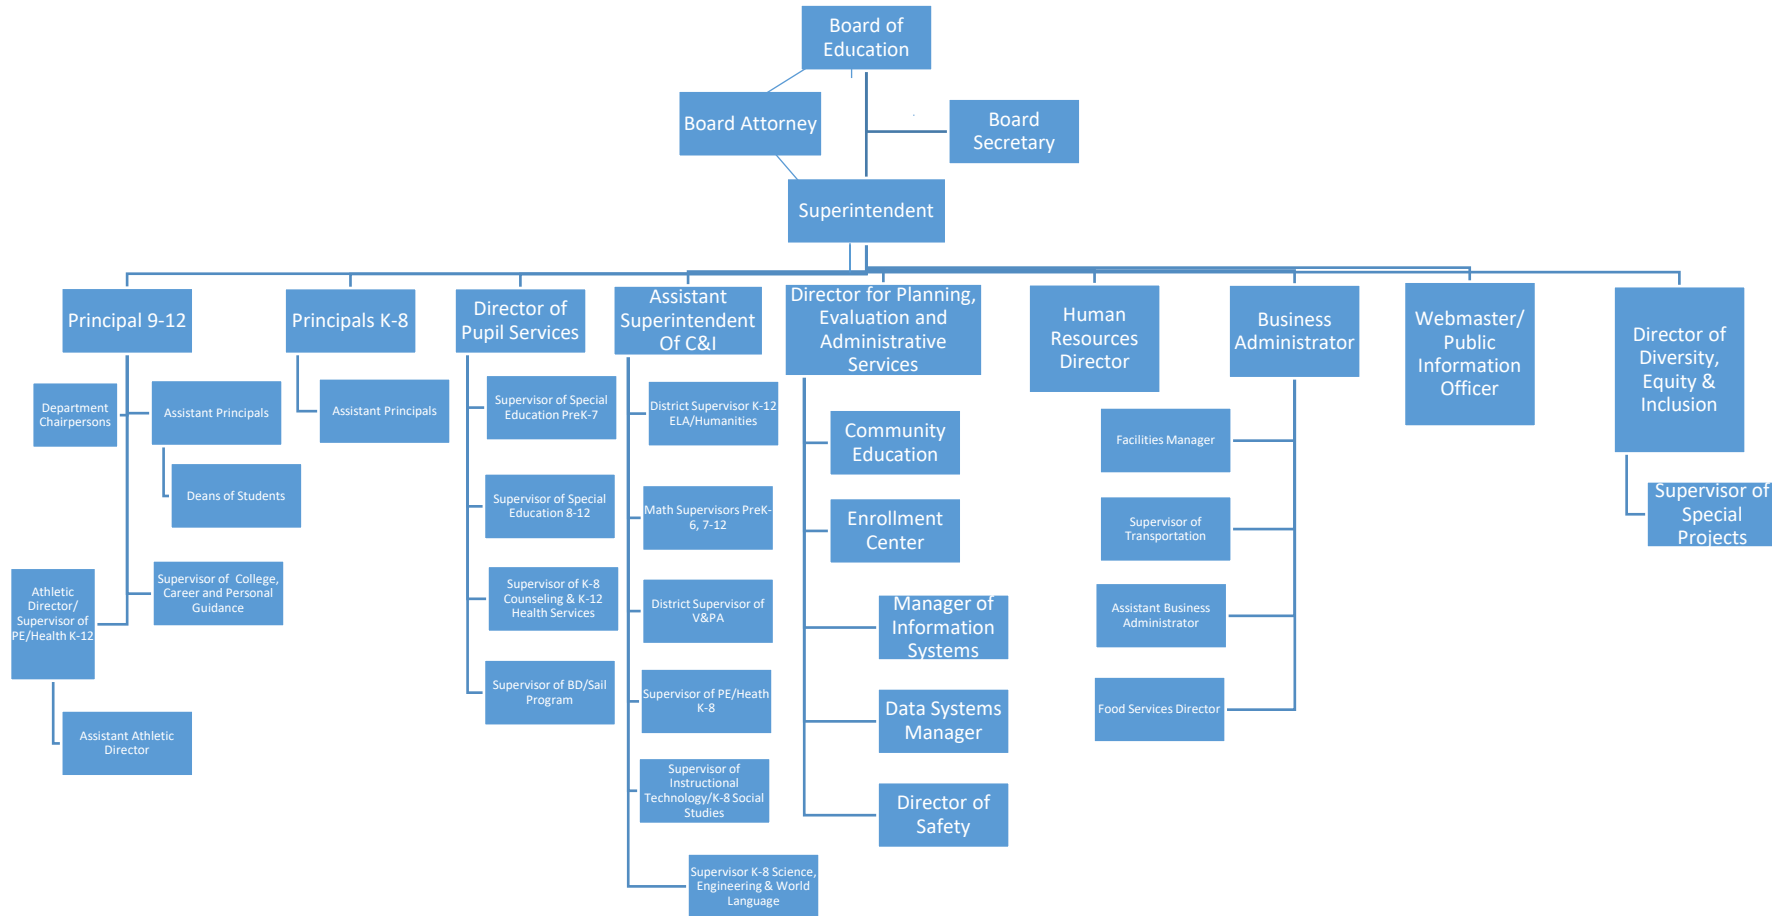 Board of
Education
Board Attorney
Board
Secretary
Superintendent
Principal 9-12
Principals K-8
Director of
Pupil Services
Assistant
Superintendent
Of C&I
Director for Planning,
Evaluation and
Administrative
Services
Human
Resources
Director
Business
Administrator
Webmaster/
Public
Information
Officer
Director of
Diversity,
Equity &
Inclusion
Department
Chairpersons
Assistant Principals
Deans of Students
Athletic
Director/
Supervisor of
PE/Health K-12
Supervisor of College,
Career and Personal
Guidance
Assistant Athletic
Director
Assistant Principals
Supervisor of Special
Education PreK-7
Supervisor of Special
Education 8-12
Supervisor of K-8
Counseling & K-12
Health Services
Supervisor of BD/Sail
Program
District Supervisor K-12
ELA/Humanities
Math Supervisors PreK-
6, 7-12
District Supervisor of
V&PA
Supervisor of PE/Heath
K-8
Supervisor of
Instructional
Technology/K-8 Social
Studies
Supervisor K-8 Science,
Engineering & World
Language
Community
Education
Enrollment
Center
Manager of
Information
Systems
Data Systems
Manager
Director of
Safety
Facilities Manager
Supervisor of
Transportation
Assistant Business
Administrator
Food Services Director
Supervisor of
Special
Projects